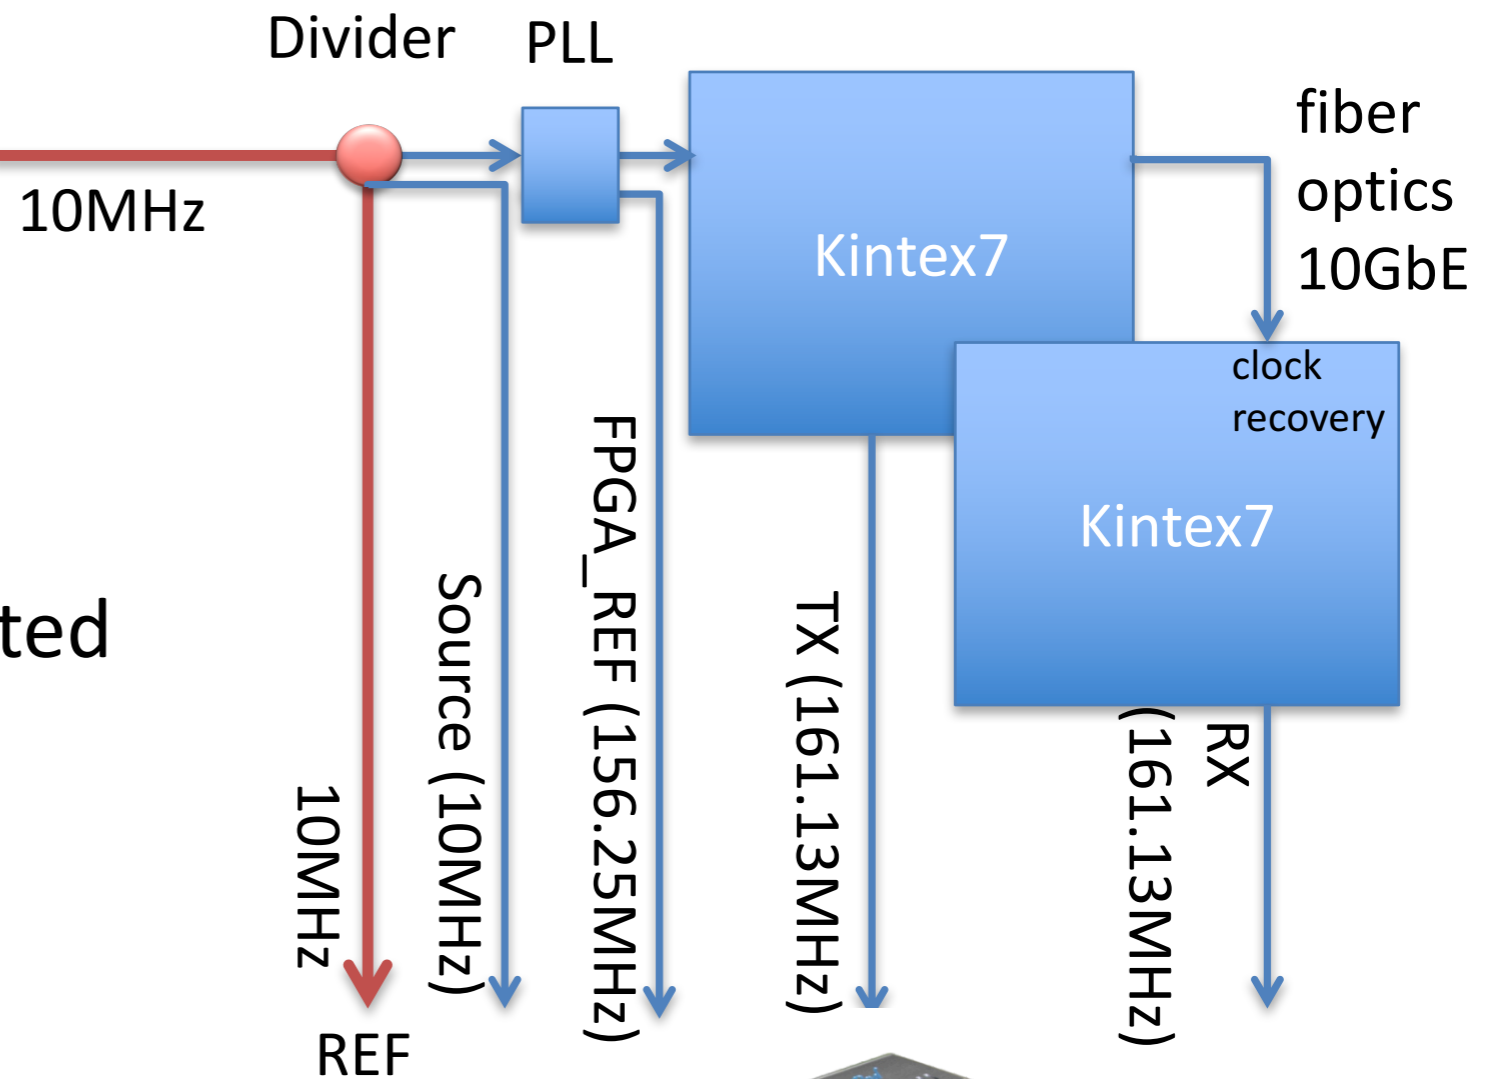 Divider
PLL
10MHz
fiber
optics
10GbE
Kintex7
clock
recovery
Kintex7
ted
10MHz
Source (10MHz)
FPGA_REF (156.25MHz)
TX (161.13MHz)
RX
(161.13MHz)
REF